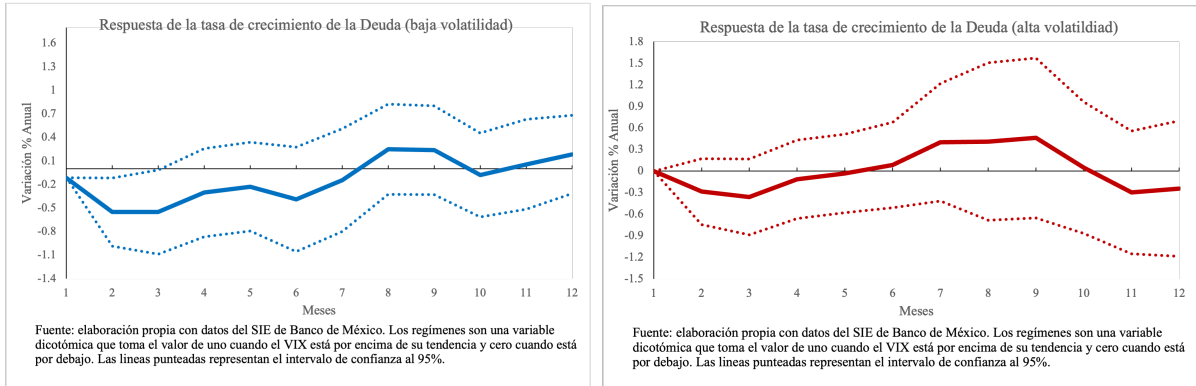 Respuesta de la tasa de crecimiento de la Deuda (baja volatilidad)
Variación % Anual
1.6
1.3
1
0.7
0.4
0.1
-0.2
-0.5
-0.8
-1.1
-1.4
1 2 3 4 5 6 7 8 9 10 11 12
Meses
Fuente: elaboración propia con datos del SIE de Banco de México. Los regímenes son una variable
dicotómica que toma el valor de uno cuando el VIX está por encima de su tendencia y cero cuando está
por debajo. Las lineas punteadas representan el intervalo de confianza al 95%.
Respuesta de la tasa de crecimiento de la Deuda (alta volatildiad)
Variación % Anual
1.8
1.5
1.2
0.9
0.6
0.3
0
-0.3
-0.6
-0.9
-1.2
-1.5
1 2 3 4 5 6 7 8 9 10 11 12
Meses
Fuente: elaboración propia con datos del SIE de Banco de México. Los regímenes son una variable
dicotómica que toma el valor de uno cuando el VIX está por encima de su tendencia y cero cuando está
por debajo. Las lineas punteadas representan el intervalo de confianza al 95%.